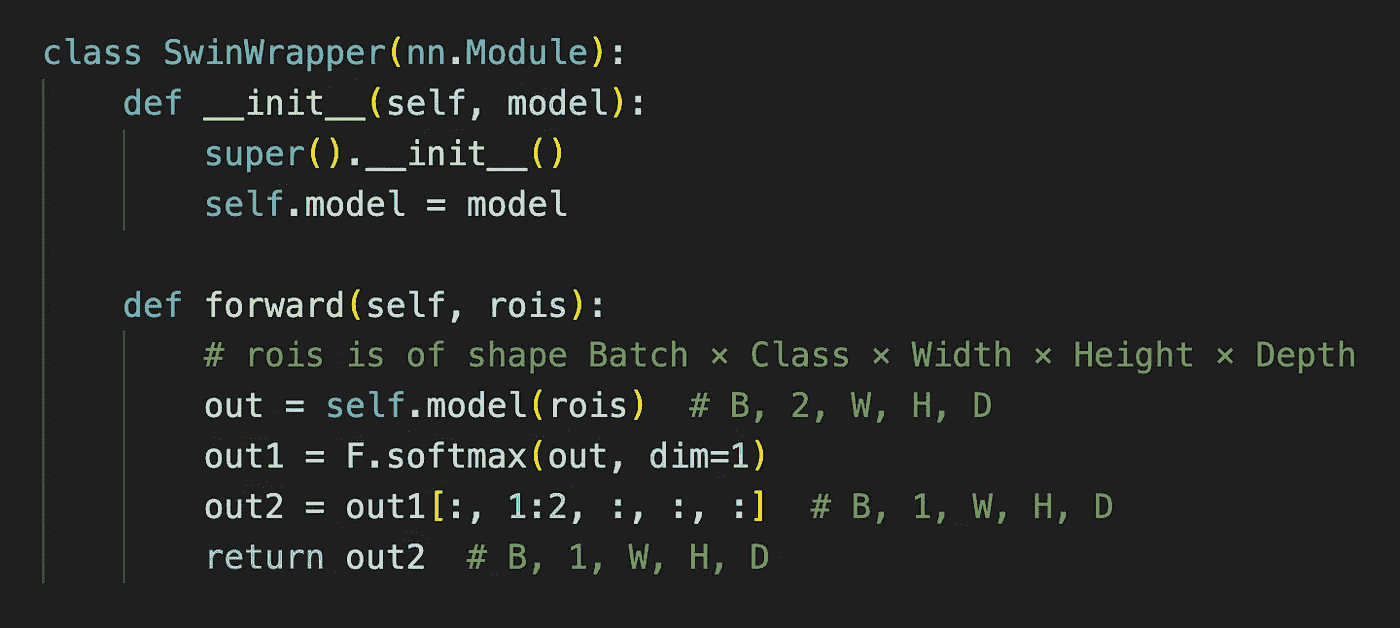 class SwinWrapper(nn.Module):
    def __init__(self, model):
        super().__init__()
        self.model = model
    def forward(self, rois):
        # rois is of shape Batch × Class × Width × Height × Depth
        out = self.model(rois)  # B, 2, W, H, D
        out1 = F.softmax(out, dim=1)
        out2 = out1[:, 1:2, :, :, :]  # B, 1, W, H, D
        return out2  # B, 1, W, H, D